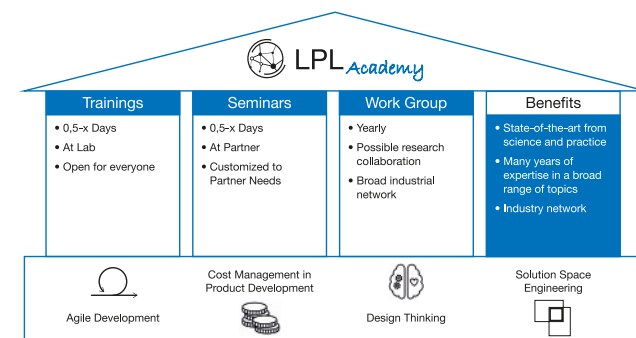 LPL Academy
Trainings
• 0,5-x Days
• At Lab
• Open for everyone
Seminars
• 0,5-x Days
• At Partner
• Customized to
Partner Needs
Work Group
• Yearly
• Possible research
collaboration
• Broad industrial
network
Benefits
• State-of-the-art from
science and practice
• Many years of
expertise in a broad
range of topics
• Industry network
Agile Development
Cost Management in
Product Development
Design Thinking
Solution Space
Engineering